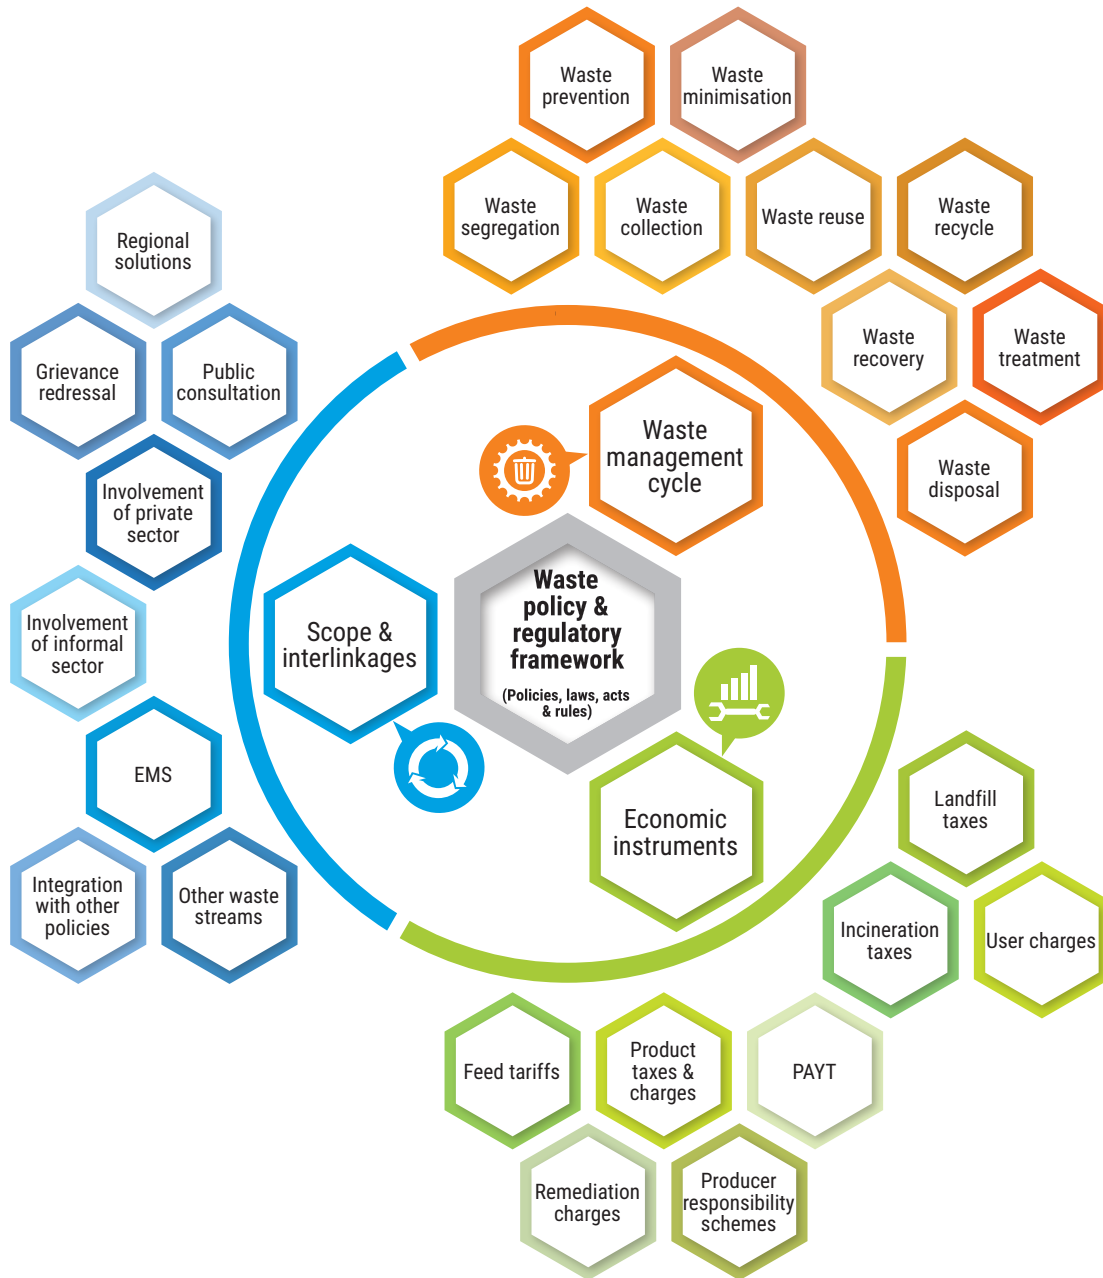 Waste
prevention
Waste
minimisation
Waste
segregation
Waste
collection
Waste reuse
Waste
recycle
Waste
recovery
Waste
treatment
Waste
disposal
Regional
solutions
Grievance
redressal
Public
consultation
Involvement
of private
sector
Involvement
of informal
sector
EMS
Integration
with other
policies
Other waste
streams
Waste
management
cycle
Scope &
interlinkages
Waste
policy &
regulatory
framework
(Policies, laws, acts
& rules)
Economic
instruments
Landfill
taxes
Incineration
taxes
User charges
Feed tariffs
Product
taxes &
charges
PAYT
Remediation
charges
Producer
responsibility
schemes